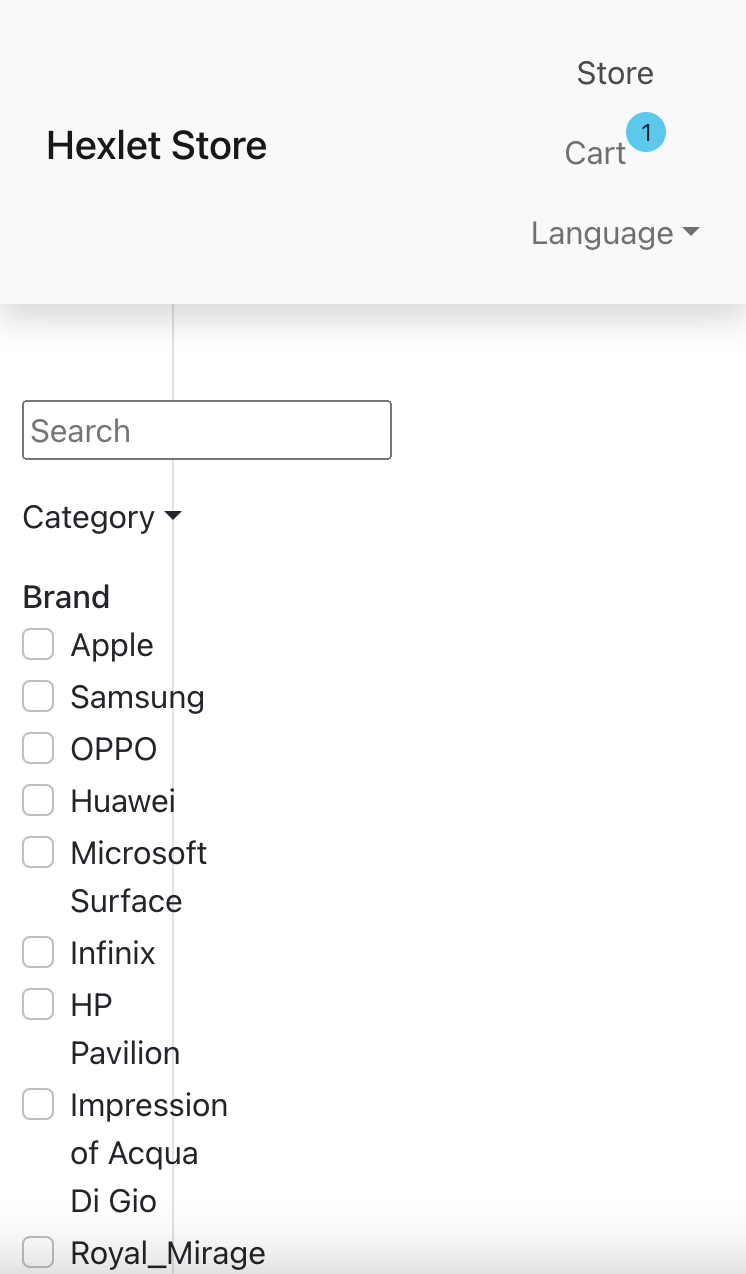 Hexlet Store
Store
Cart
1
Language
Search
Category
Brand
Apple
Samsung
OPPO
Huawei
Microsoft
Surface
Infinix
HP
Pavilion
Impression
of Acqua
Di Gio
Royal_Mirage